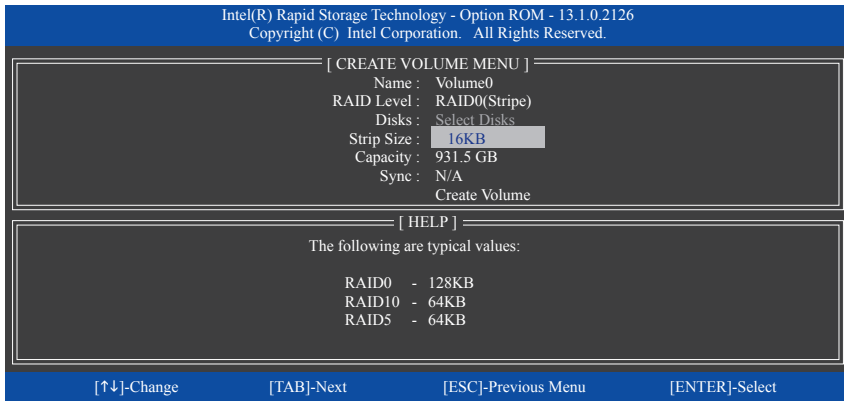 Intel(R) Rapid Storage Technology - Option ROM - 13.1.0.2126
Copyright (C) Intel Corporation. All Rights Reserved.
[ CREATE VOLUME MENU ]
Name : Volume0
RAID Level : RAID0(Stripe)
Disks : Select Disks
Strip Size : 16KB
Capacity : 931.5 GB
Sync : N/A
Create Volume
[ HELP ]
The following are typical values:
RAID0 - 128KB
RAID10 - 64KB
RAID5 - 64KB
[↑↓]-Change [TAB]-Next [ESC]-Previous Menu [ENTER]-Select